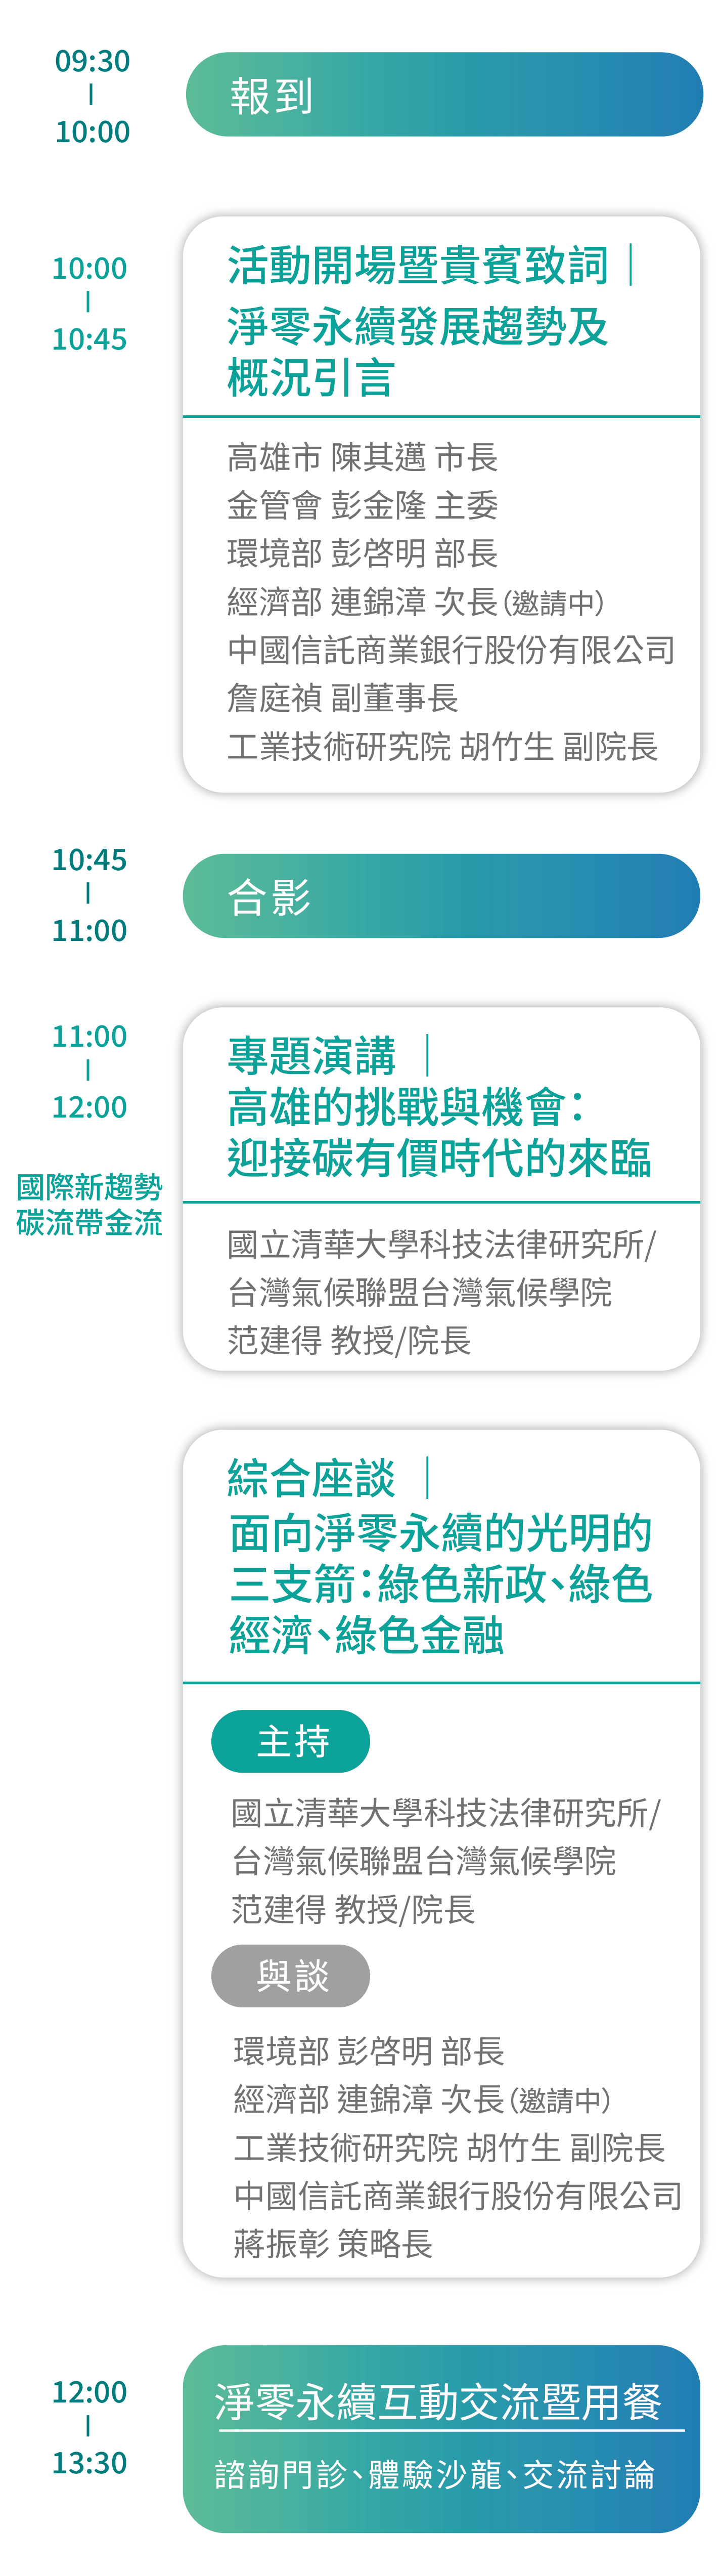 09:30
|
10:00
報到
10:00
|
10:45
活動開場暨貴賓致詞｜
淨零永續發展趨勢及
概況引言
高雄市 陳其邁 市長
金管會 彭金隆 主委
環境部 彭啓明 部長
經濟部 連錦漳 次長（邀請中）
中國信託商業銀行股份有限公司
詹庭禎 副董事長
工業技術研究院 胡竹生 副院長
10:45
|
11:00
合影
11:00
|
12:00
國際新趨勢
碳流帶金流
專題演講 ｜
高雄的挑戰與機會：
迎接碳有價時代的來臨
國立清華大學科技法律研究所/
台灣氣候聯盟台灣氣候學院
范建得 教授/院長
綜合座談 ｜
面向淨零永續的光明的
三支箭：綠色新政、綠色
經濟、綠色金融
主持
國立清華大學科技法律研究所/
台灣氣候聯盟台灣氣候學院
范建得 教授/院長
與談
環境部 彭啓明 部長
經濟部 連錦漳 次長（邀請中）
工業技術研究院 胡竹生 副院長
中國信託商業銀行股份有限公司
蔣振彰 策略長
12:00
|
13:30
淨零永續互動交流暨用餐
諮詢門診、體驗沙龍、交流討論